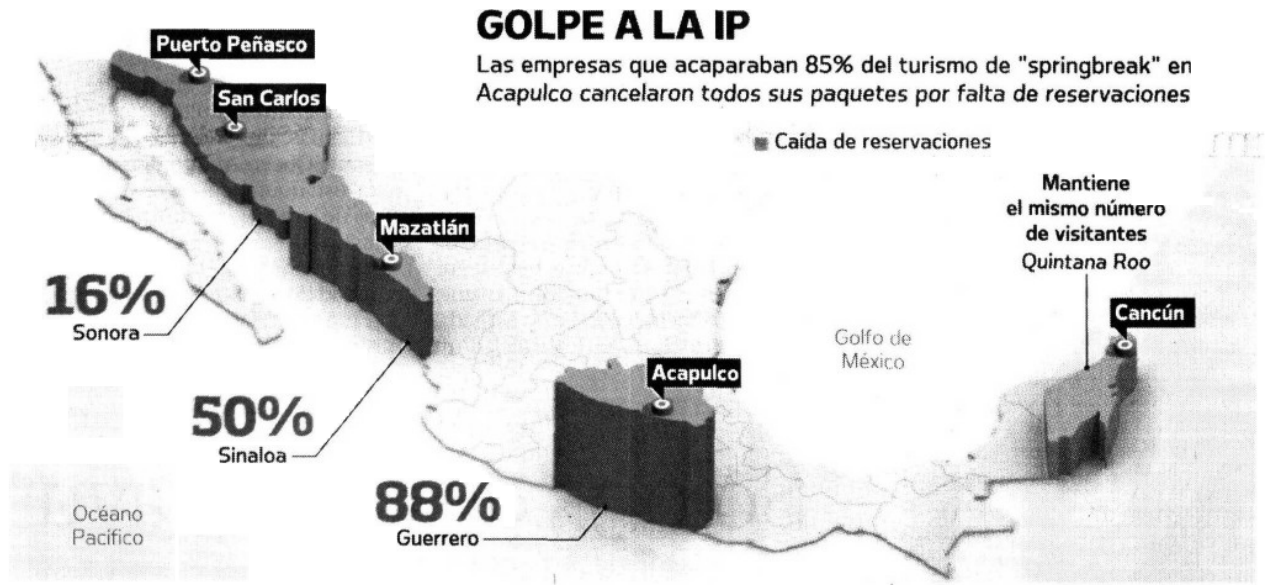 GOLPE A LA IP
Las empresas que acaparaban 85% del turismo de "springbreak" en
Acapulco cancelaron todos sus paquetes por falta de reservaciones
Caída de reservaciones
Puerto Peñasco
San Carlos
Mazatlán
16%
Sonora
50%
Sinaloa
88%
Guerrero
Acapulco
Mantiene
el mismo número
de visitantes
Quintana Roo
Cancún
Golfo de
México
Océano
Pacífico